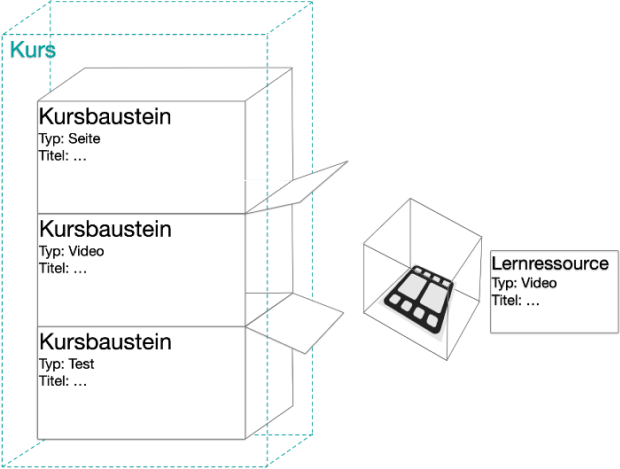 Kurs
Kursbaustein
Typ: Seite
Titel: …
Kursbaustein
Typ: Video
Titel: …
Kursbaustein
Typ: Test
Titel: …
Lernressource
Typ: Video
Titel: …